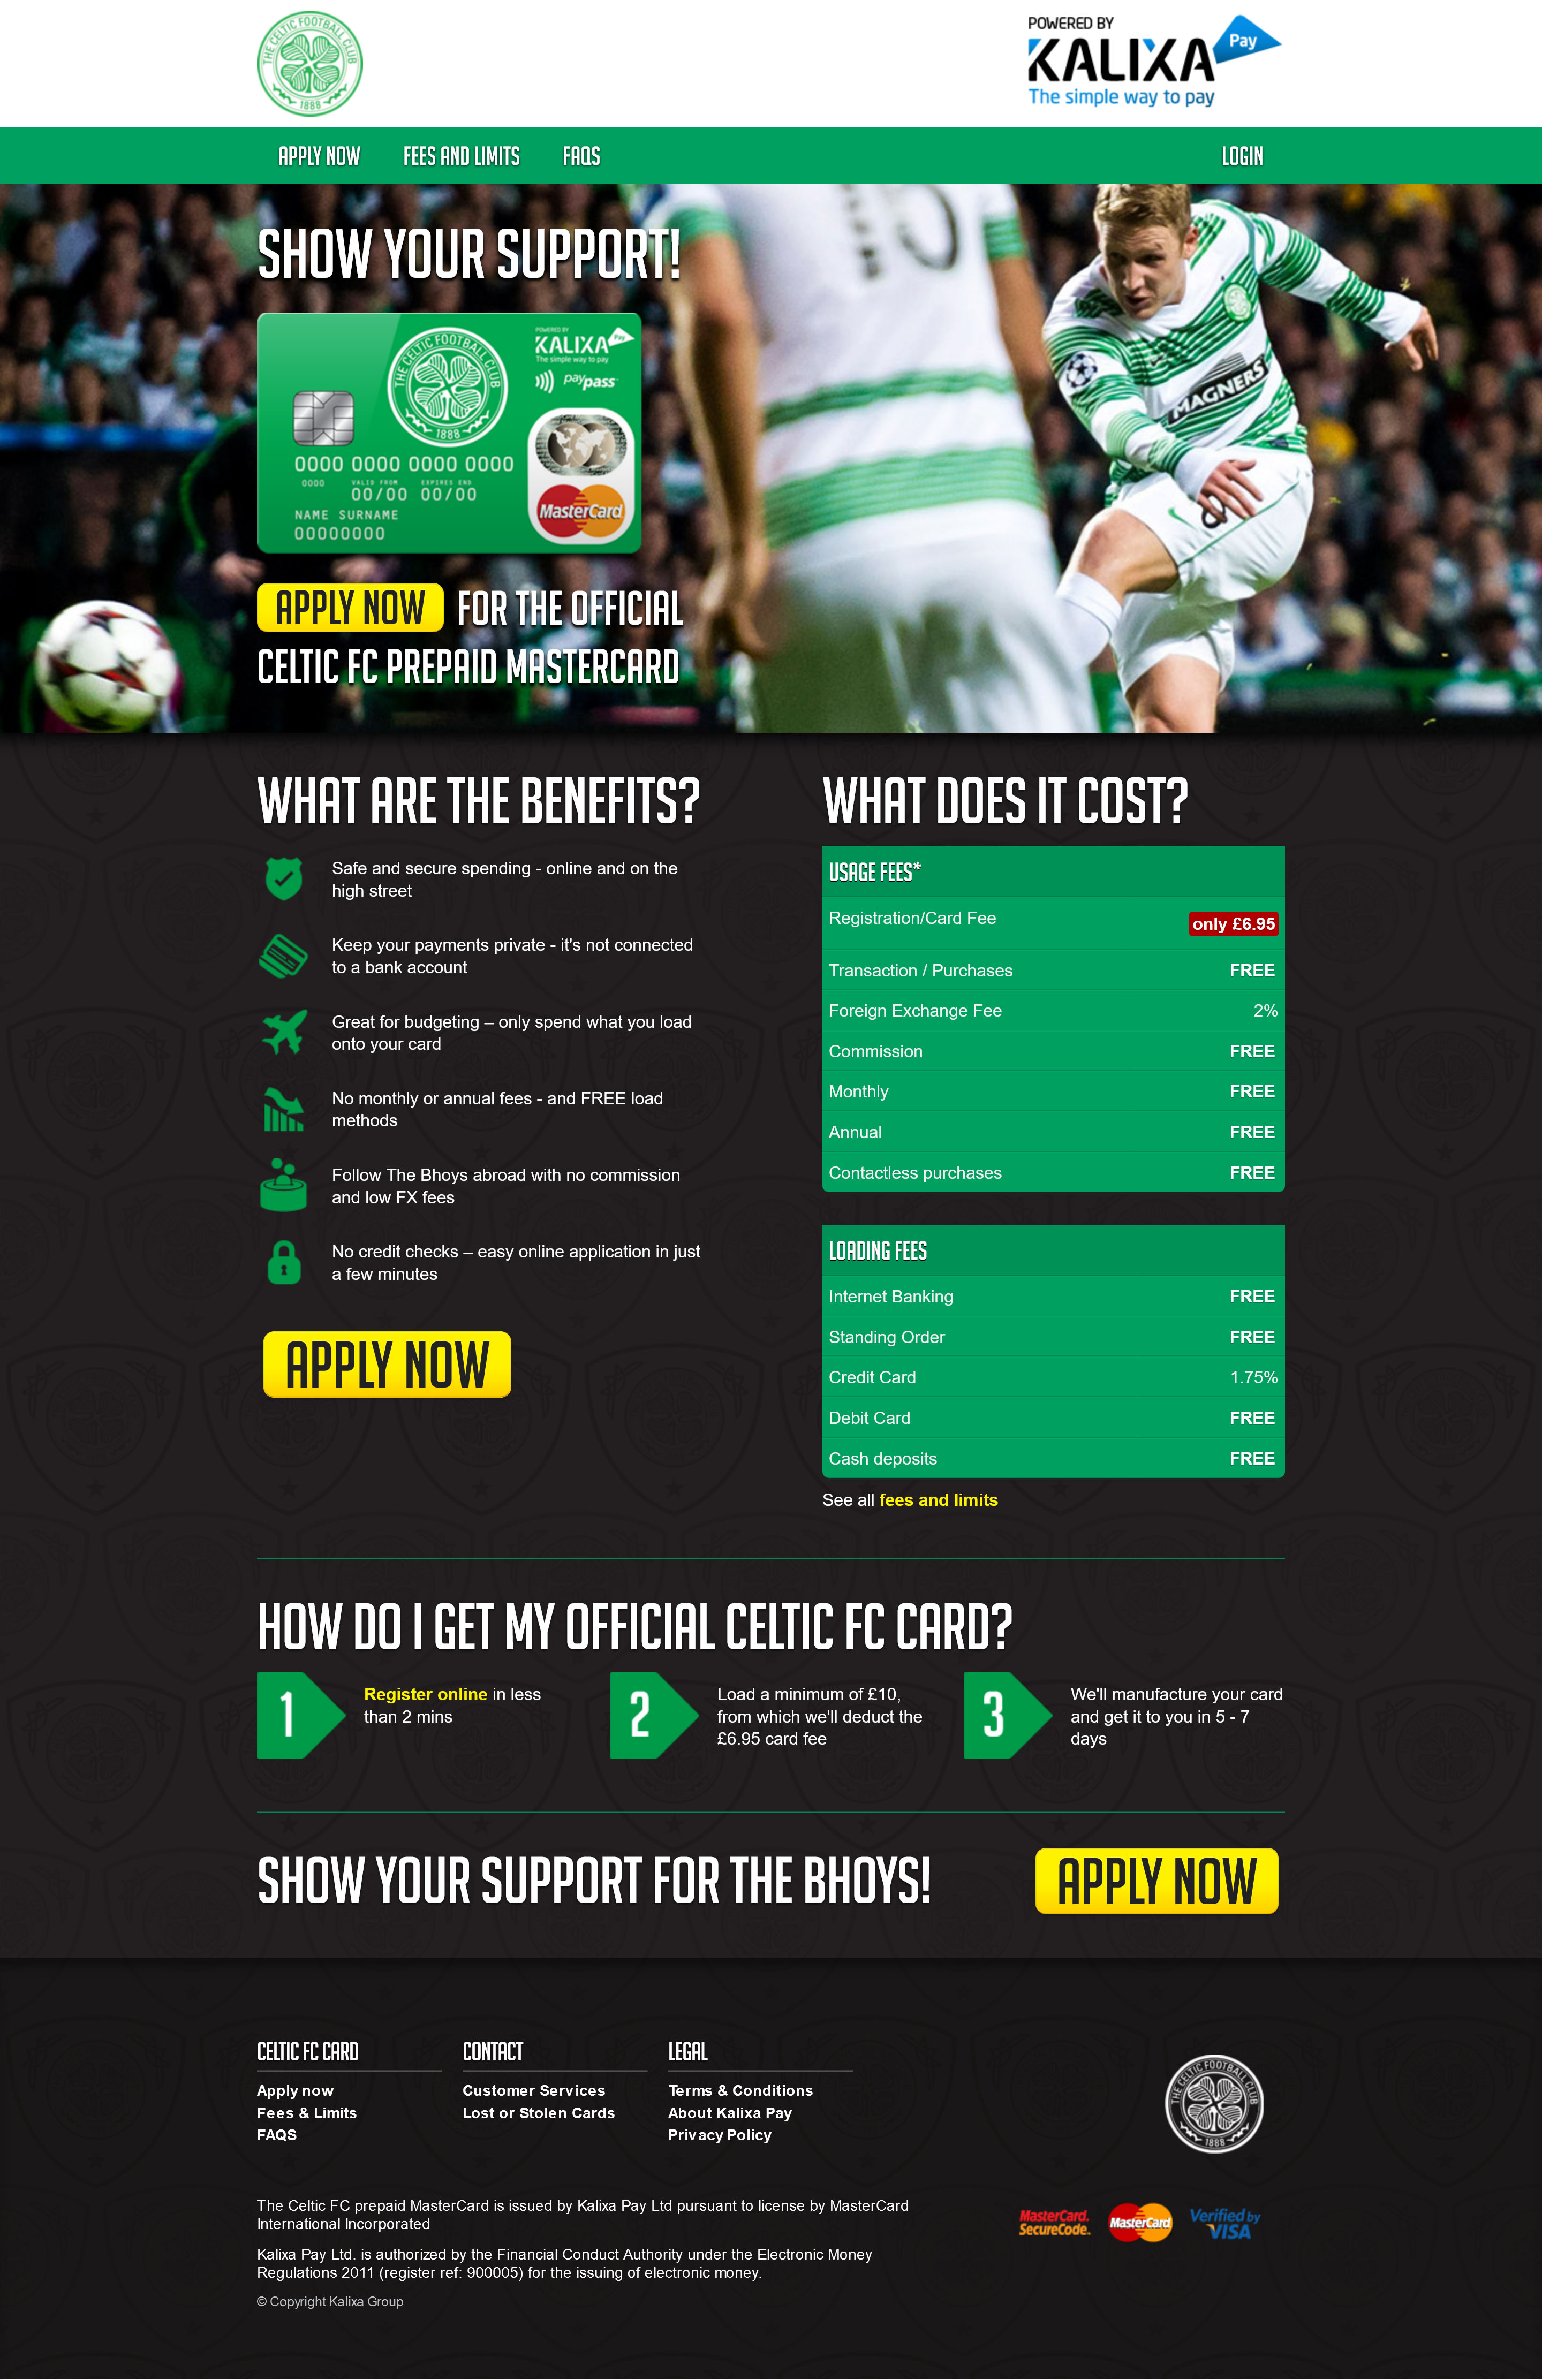 THE CELTIC FOOTBALL CLUB
1888
POWERED BY
KALIXA Pay
The simple way to pay
APPLY NOW
FEES AND LIMITS
FAQS
LOGIN
SHOW YOUR SUPPORT!
THE CELTIC FOOTBALL CLUB
1888
POWERED BY
KALIXA Pay
The simple way to pay
paypass
0000 0000 0000 0000
0000 VALID FROM EXPIRES END
00/00 00/00
NAME SURNAME
00000000
MasterCard
MAGNERS
APPLY NOW FOR THE OFFICIAL
CELTIC FC PREPAID MASTERCARD
WHAT ARE THE BENEFITS?
Safe and secure spending - online and on the
high street
Keep your payments private - it's not connected
to a bank account
Great for budgeting – only spend what you load
onto your card
No monthly or annual fees - and FREE load
methods
Follow The Bhoys abroad with no commission
and low FX fees
No credit checks – easy online application in just
a few minutes
APPLY NOW
WHAT DOES IT COST?
USAGE FEES*
Registration/Card Fee only £6.95
Transaction / Purchases FREE
Foreign Exchange Fee 2%
Commission FREE
Monthly FREE
Annual FREE
Contactless purchases FREE
LOADING FEES
Internet Banking FREE
Standing Order FREE
Credit Card 1.75%
Debit Card FREE
Cash deposits FREE
See all fees and limits
HOW DO I GET MY OFFICIAL CELTIC FC CARD?
1
Register online in less
than 2 mins
2
Load a minimum of £10,
from which we'll deduct the
£6.95 card fee
3
We'll manufacture your card
and get it to you in 5 - 7
days
SHOW YOUR SUPPORT FOR THE BHOYS!
APPLY NOW
CELTIC FC CARD
Apply now
Fees & Limits
FAQS
CONTACT
Customer Services
Lost or Stolen Cards
LEGAL
Terms & Conditions
About Kalixa Pay
Privacy Policy
THE CELTIC FOOTBALL CLUB
1888
The Celtic FC prepaid MasterCard is issued by Kalixa Pay Ltd pursuant to license by MasterCard
International Incorporated
Kalixa Pay Ltd. is authorized by the Financial Conduct Authority under the Electronic Money
Regulations 2011 (register ref: 900005) for the issuing of electronic money.
© Copyright Kalixa Group
MasterCard.
SecureCode.
MasterCard
Verified by
VISA